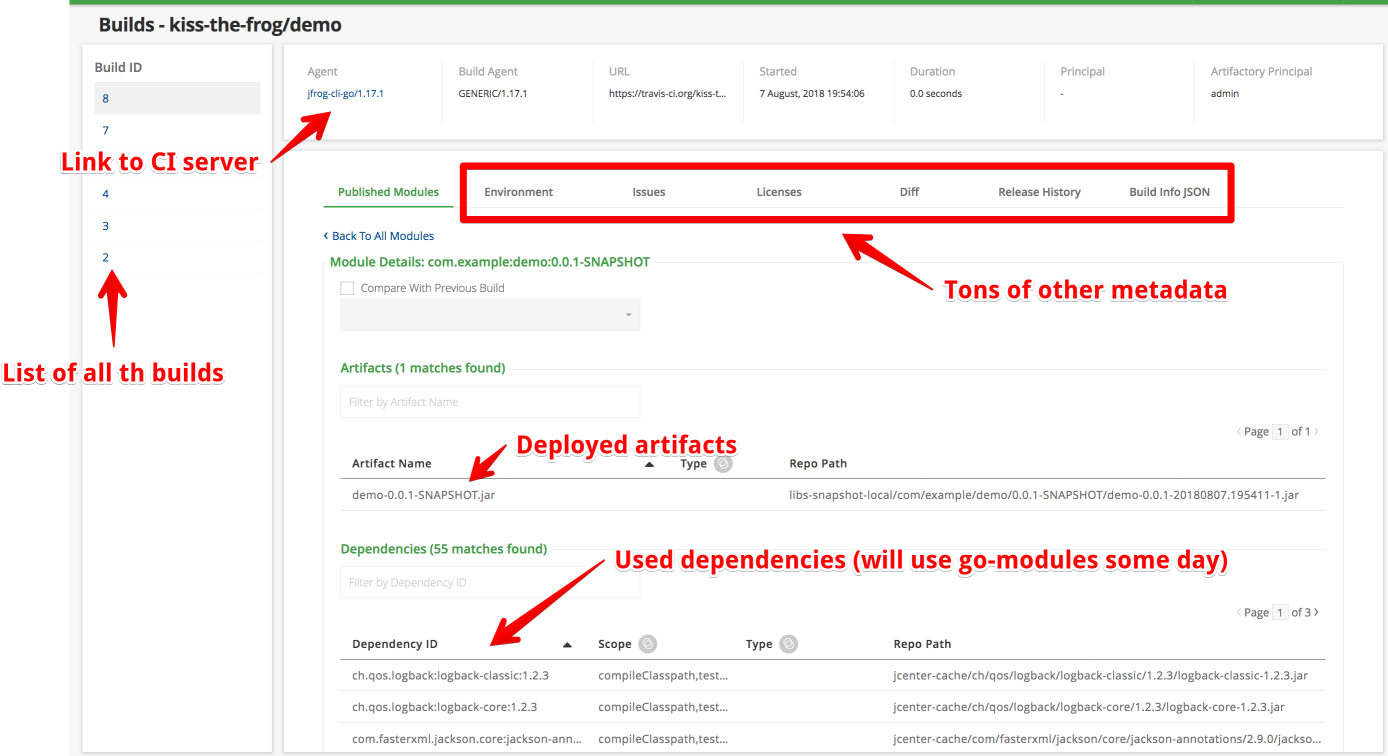 Builds - kiss-the-frog/demo
Build ID
8
7
4
3
2
Link to CI server
List of all th builds
Agent
jfrog-cli-go/1.17.1
Build Agent
GENERIC/1.17.1
URL
https://travis-ci.org/kiss-t...
Started
7 August, 2018 19:54:06
Duration
0.0 seconds
Principal
-
Artifactory Principal
admin
Published Modules Environment Issues Licenses Diff Release History Build Info JSON
‹ Back To All Modules
Tons of other metadata
Module Details: com.example:demo:0.0.1-SNAPSHOT
Compare With Previous Build
Artifacts (1 matches found)
Filter by Artifact Name
‹ Page 1 of 1 ›
Deployed artifacts
Artifact Name Type Repo Path
demo-0.0.1-SNAPSHOT.jar libs-snapshot-local/com/example/demo/0.0.1-SNAPSHOT/demo-0.0.1-20180807.195411-1.jar
Dependencies (55 matches found)
Used dependencies (will use go-modules some day)
Filter by Dependency ID
‹ Page 1 of 3 ›
Dependency ID Scope Type Repo Path
ch.qos.logback:logback-classic:1.2.3 compileClasspath,test... jcenter-cache/ch/qos/logback/logback-classic/1.2.3/logback-classic-1.2.3.jar
ch.qos.logback:logback-core:1.2.3 compileClasspath,test... jcenter-cache/ch/qos/logback/logback-core/1.2.3/logback-core-1.2.3.jar
com.fasterxml.jackson.core:jackson-ann... compileClasspath,test... jcenter-cache/com/fasterxml/jackson/core/jackson-annotations/2.9.0/jackso...